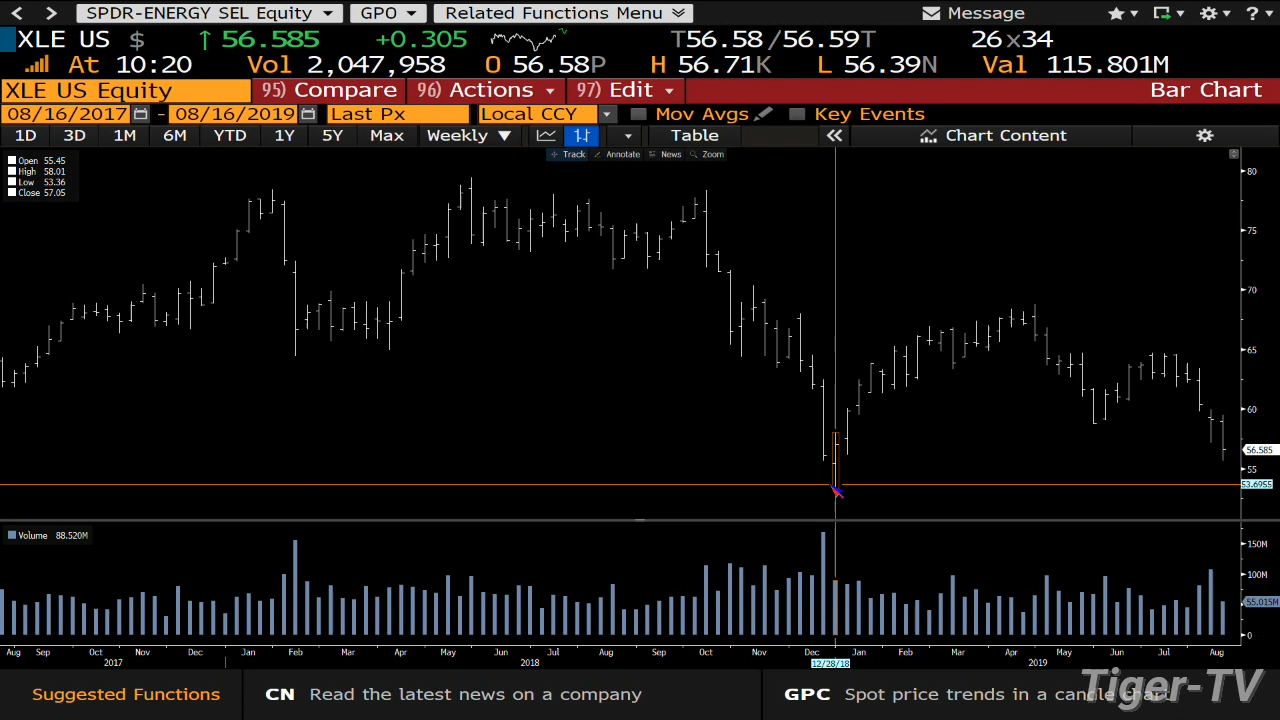 SPDR-ENERGY SEL Equity GPO Related Functions Menu Message ?
XLE US $ ↑ 56.585 +0.305 T56.58 /56.59T 26x34
At 10:20 Vol 2,047,958 O 56.58P H 56.71K L 56.39N Val 115.801M
XLE US Equity 95) Compare 96) Actions 97) Edit Bar Chart
08/16/2017 - 08/16/2019 Last Px Local CCY Mov Avgs Key Events
1D 3D 1M 6M YTD 1Y 5Y Max Weekly ▼ Table « Chart Content
Track Annotate News Zoom
Open 55.45
High 58.01
Low 53.36
Close 57.05
80
75
70
65
60
56.585
55
53.6955
Volume 88.520M
150M
100M
55.015M
0
Aug Sep Oct Nov Dec Jan Feb Mar Apr May Jun Jul Aug Sep Oct Nov Dec Jan Feb Mar Apr May Jun Jul Aug
2017 2018 12/28/18 2019
Suggested Functions CN Read the latest news on a company GPC Spot price trends in a candle chart
Tiger-TV